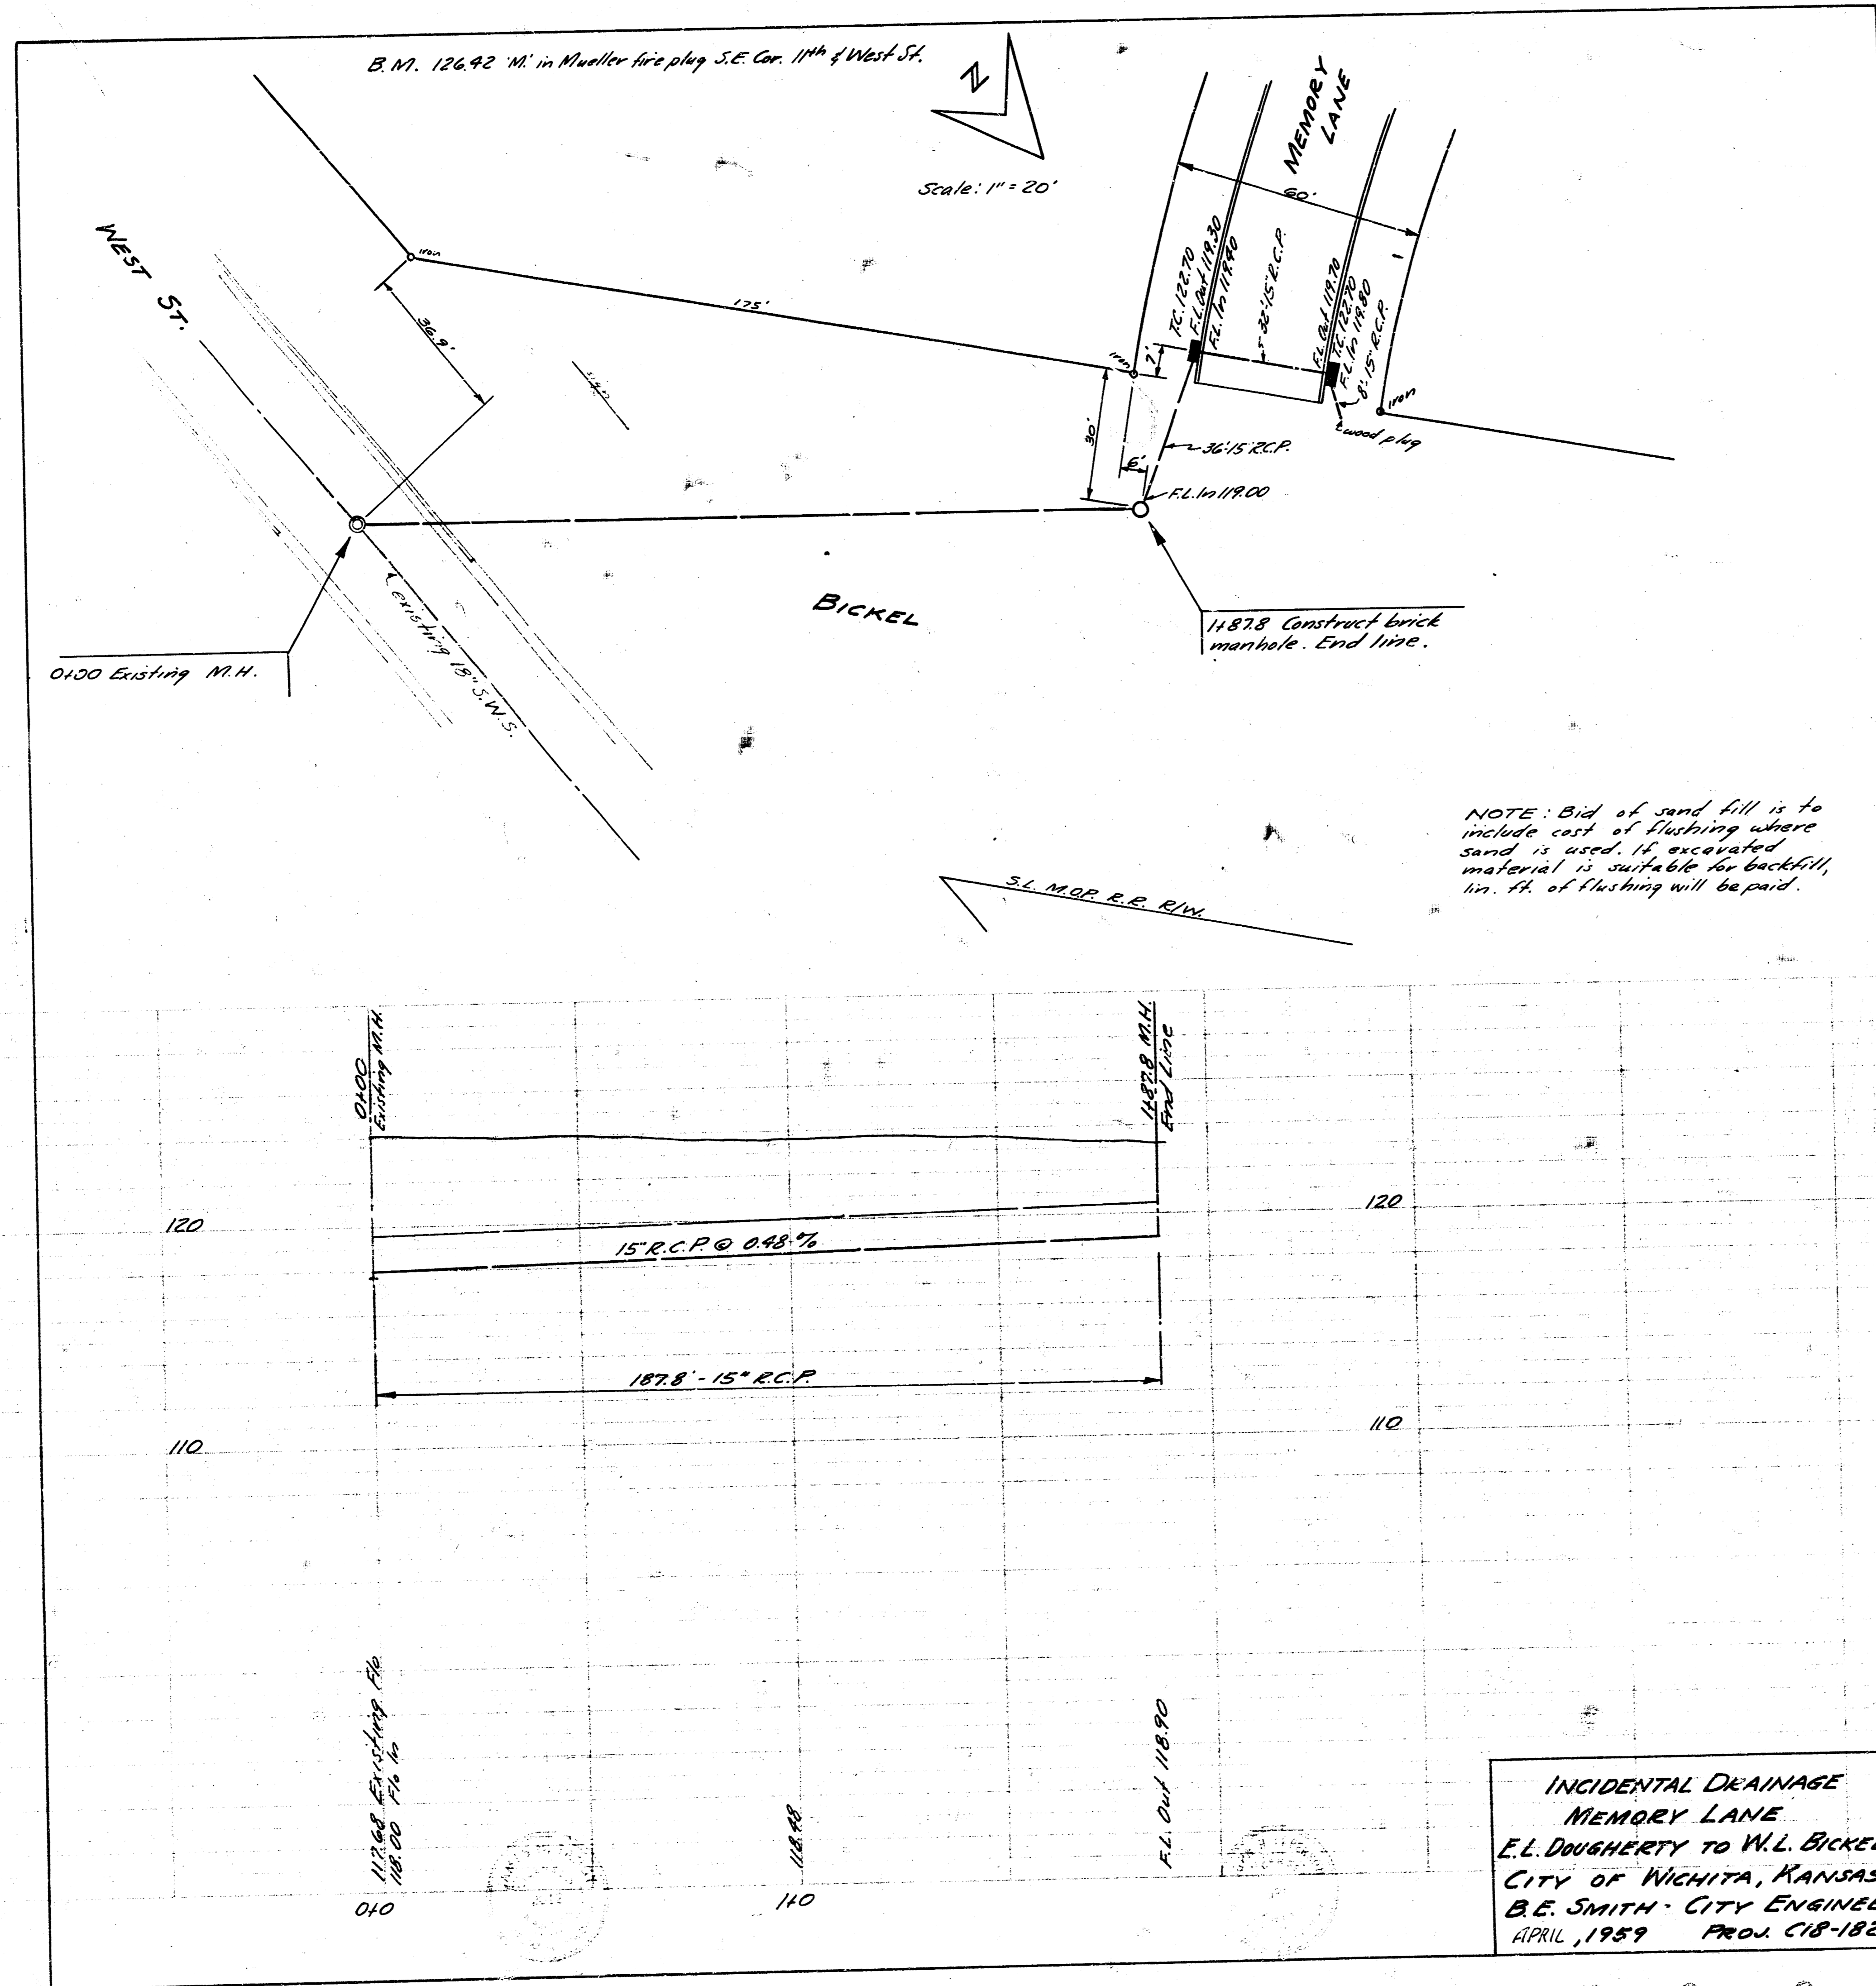 B.M. 126.42 'M.' in Mueller fire plug S.E. Cor. 11th & West St.
N
Scale: 1" = 20'
MEMORY
LANE
60'
WEST ST.
iron
36.9'
175'
T.C. 122.70
F.L. Out 119.30
F.L. In 119.40
32'-15" R.C.P.
F.L. Out 119.70
T.C. 122.70
F.L. In 119.80
8'-15" R.C.P.
iron
7'
iron
wood plug
30'
6'
36'-15" R.C.P.
F.L. In 119.00
existing 18" S.W.S.
BICKEL
0+00 Existing M.H.
1+87.8 Construct brick
manhole. End line.
NOTE: Bid of sand fill is to
include cost of flushing where
sand is used. If excavated
material is suitable for backfill,
lin. ft. of flushing will be paid.
S.L. M.O.P. R.R. R/W.
0+00
Existing M.H.
1+87.8 M.H.
End Line
120
120
15" R.C.P. @ 0.48 %
187.8' - 15" R.C.P.
110
110
117.68 Existing Flo
118.00 Flo In
118.48
F.L. Out 118.90
0+0
1+0
INCIDENTAL DRAINAGE
MEMORY LANE
E.L. DOUGHERTY TO W.L. BICKEL
CITY OF WICHITA, KANSAS
B.E. SMITH - CITY ENGINEE
APRIL, 1959 PROJ. C18-182